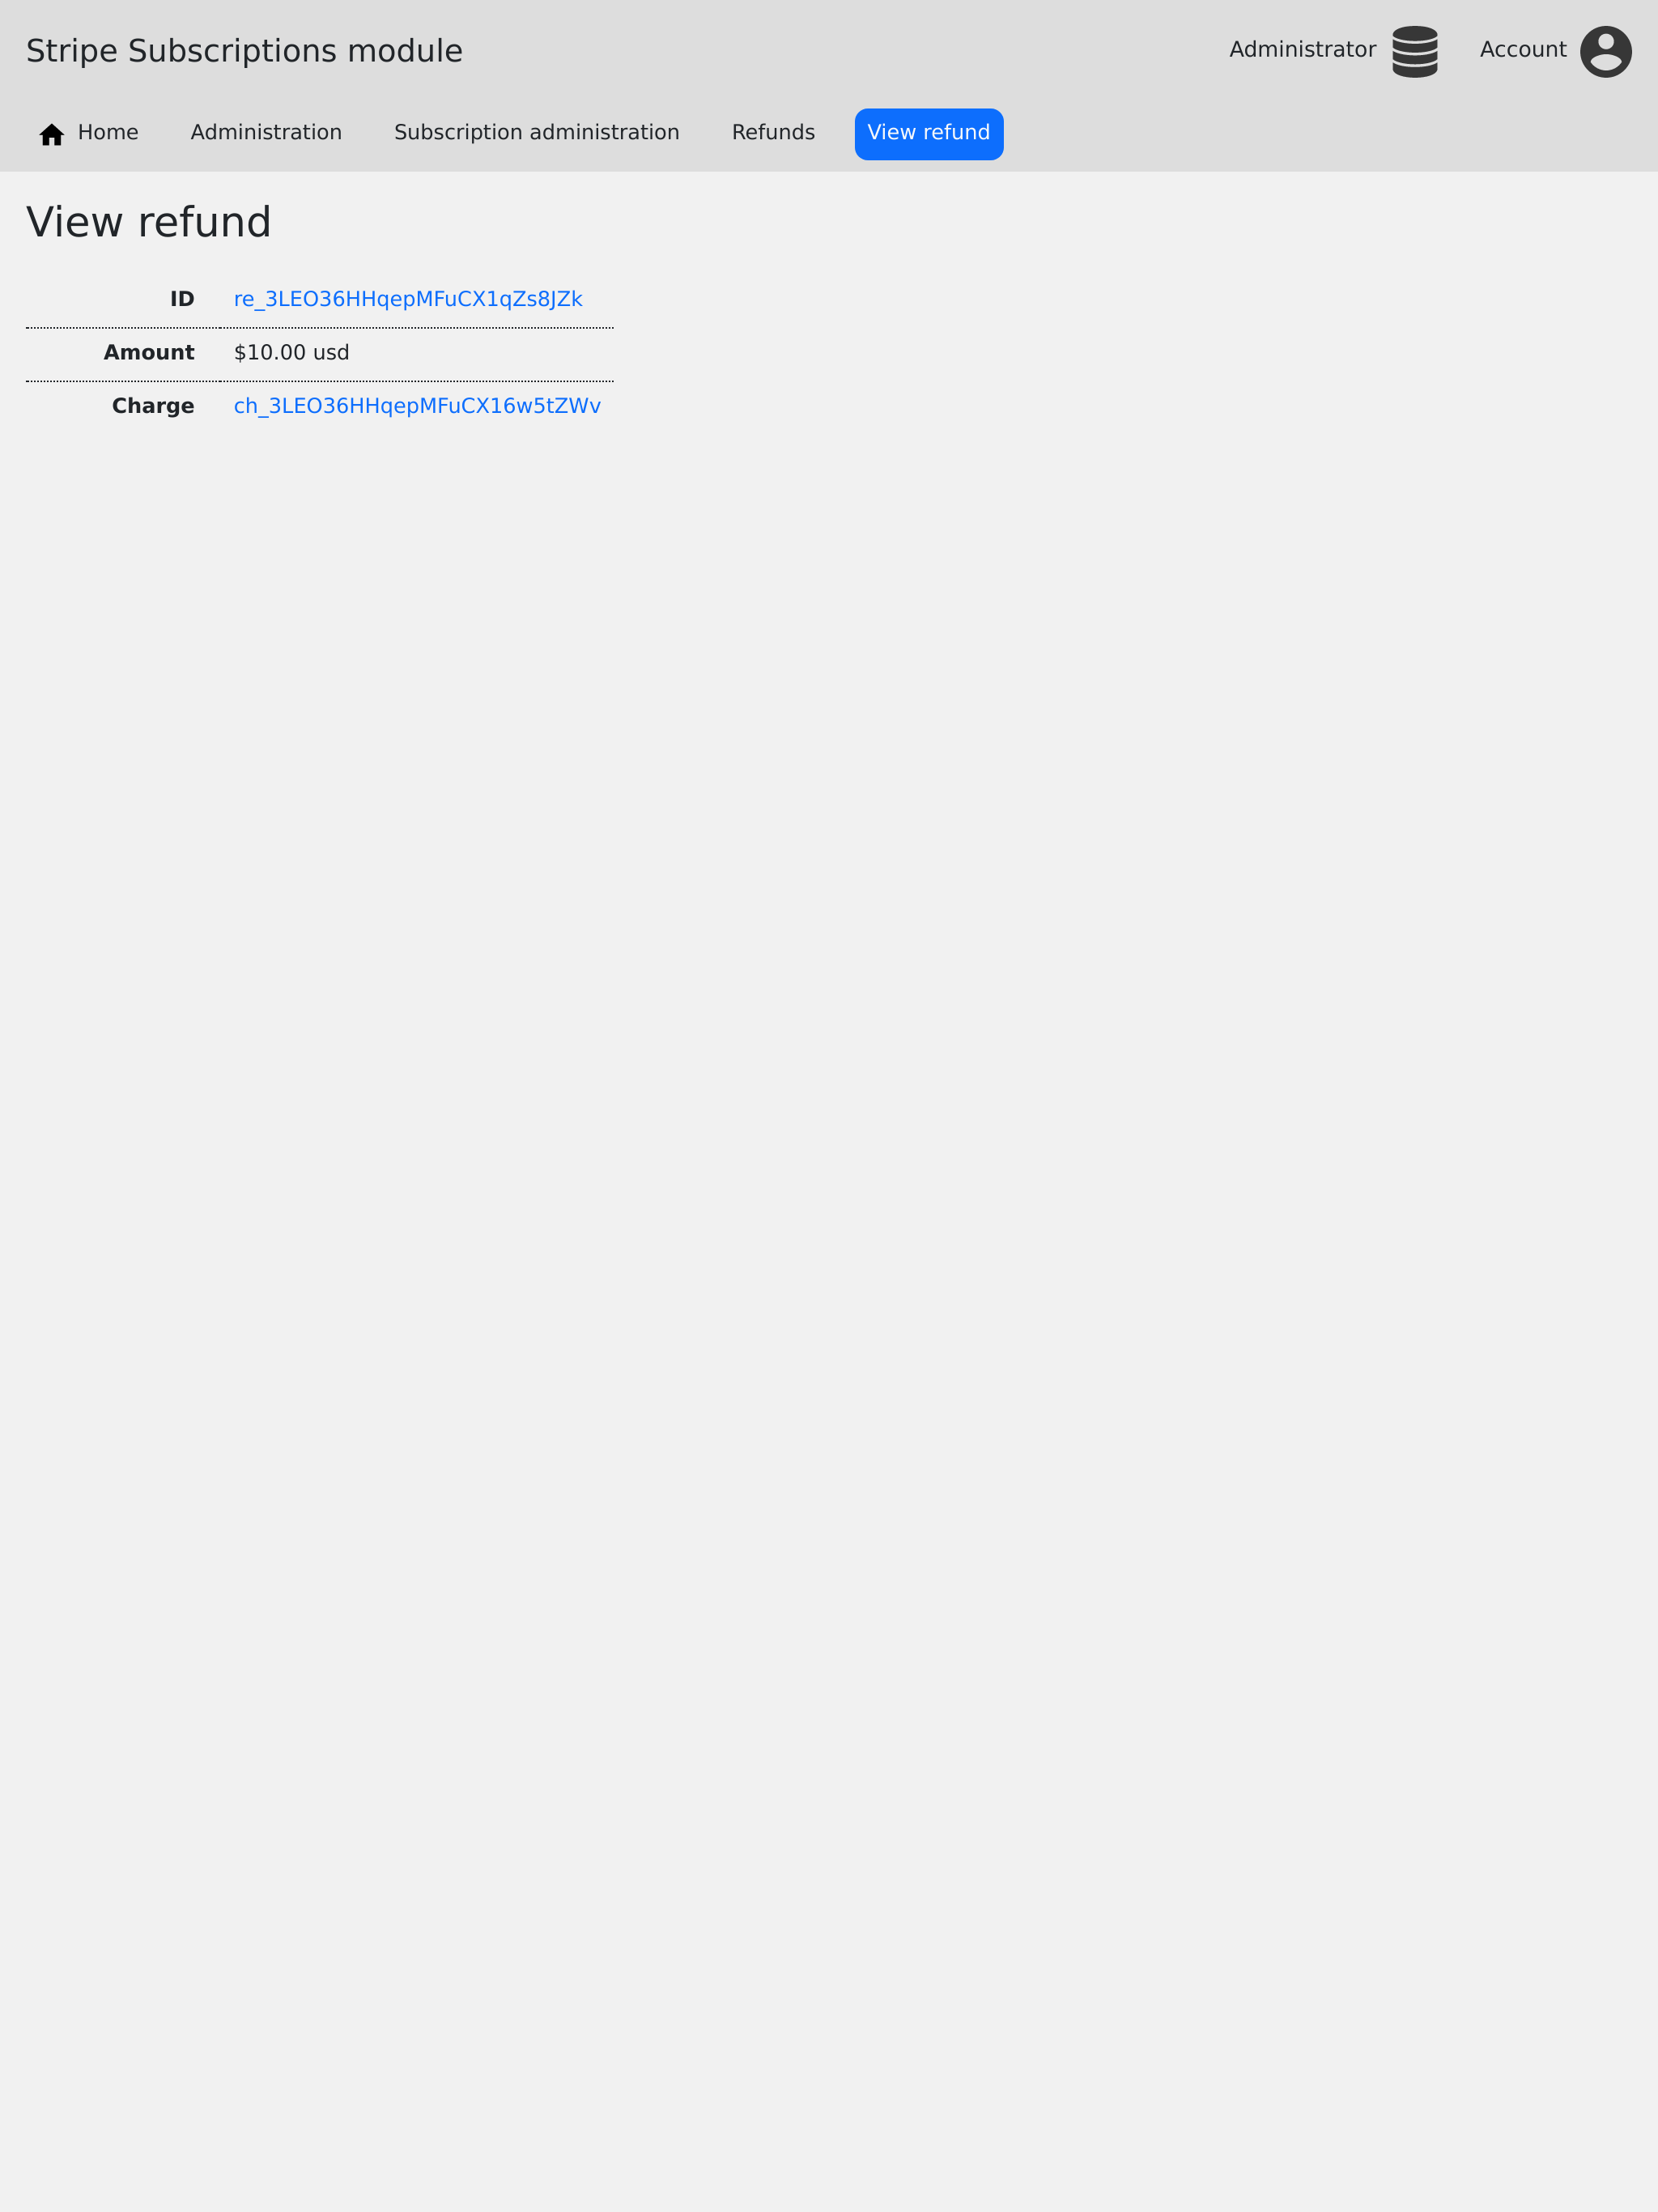 Stripe Subscriptions module
Administrator
Account
Home
Administration
Subscription administration
Refunds
View refund
View refund
ID re_3LEO36HHqepMFuCX1qZs8JZk
Amount $10.00 usd
Charge ch_3LEO36HHqepMFuCX16w5tZWv